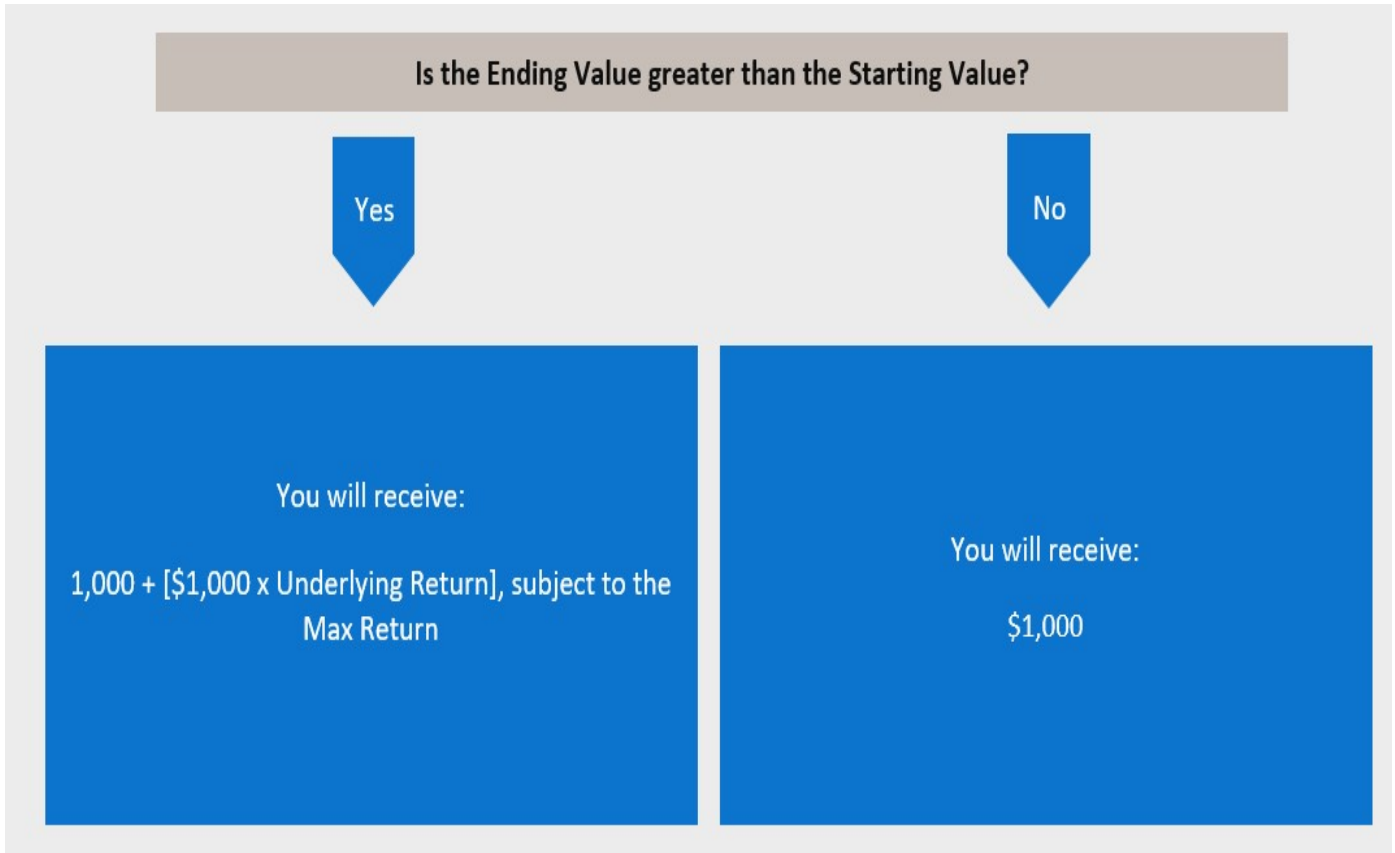 Is the Ending Value greater than the Starting Value?
Yes
No
You will receive:
1,000 + [$1,000 x Underlying Return], subject to the
Max Return
You will receive:
$1,000